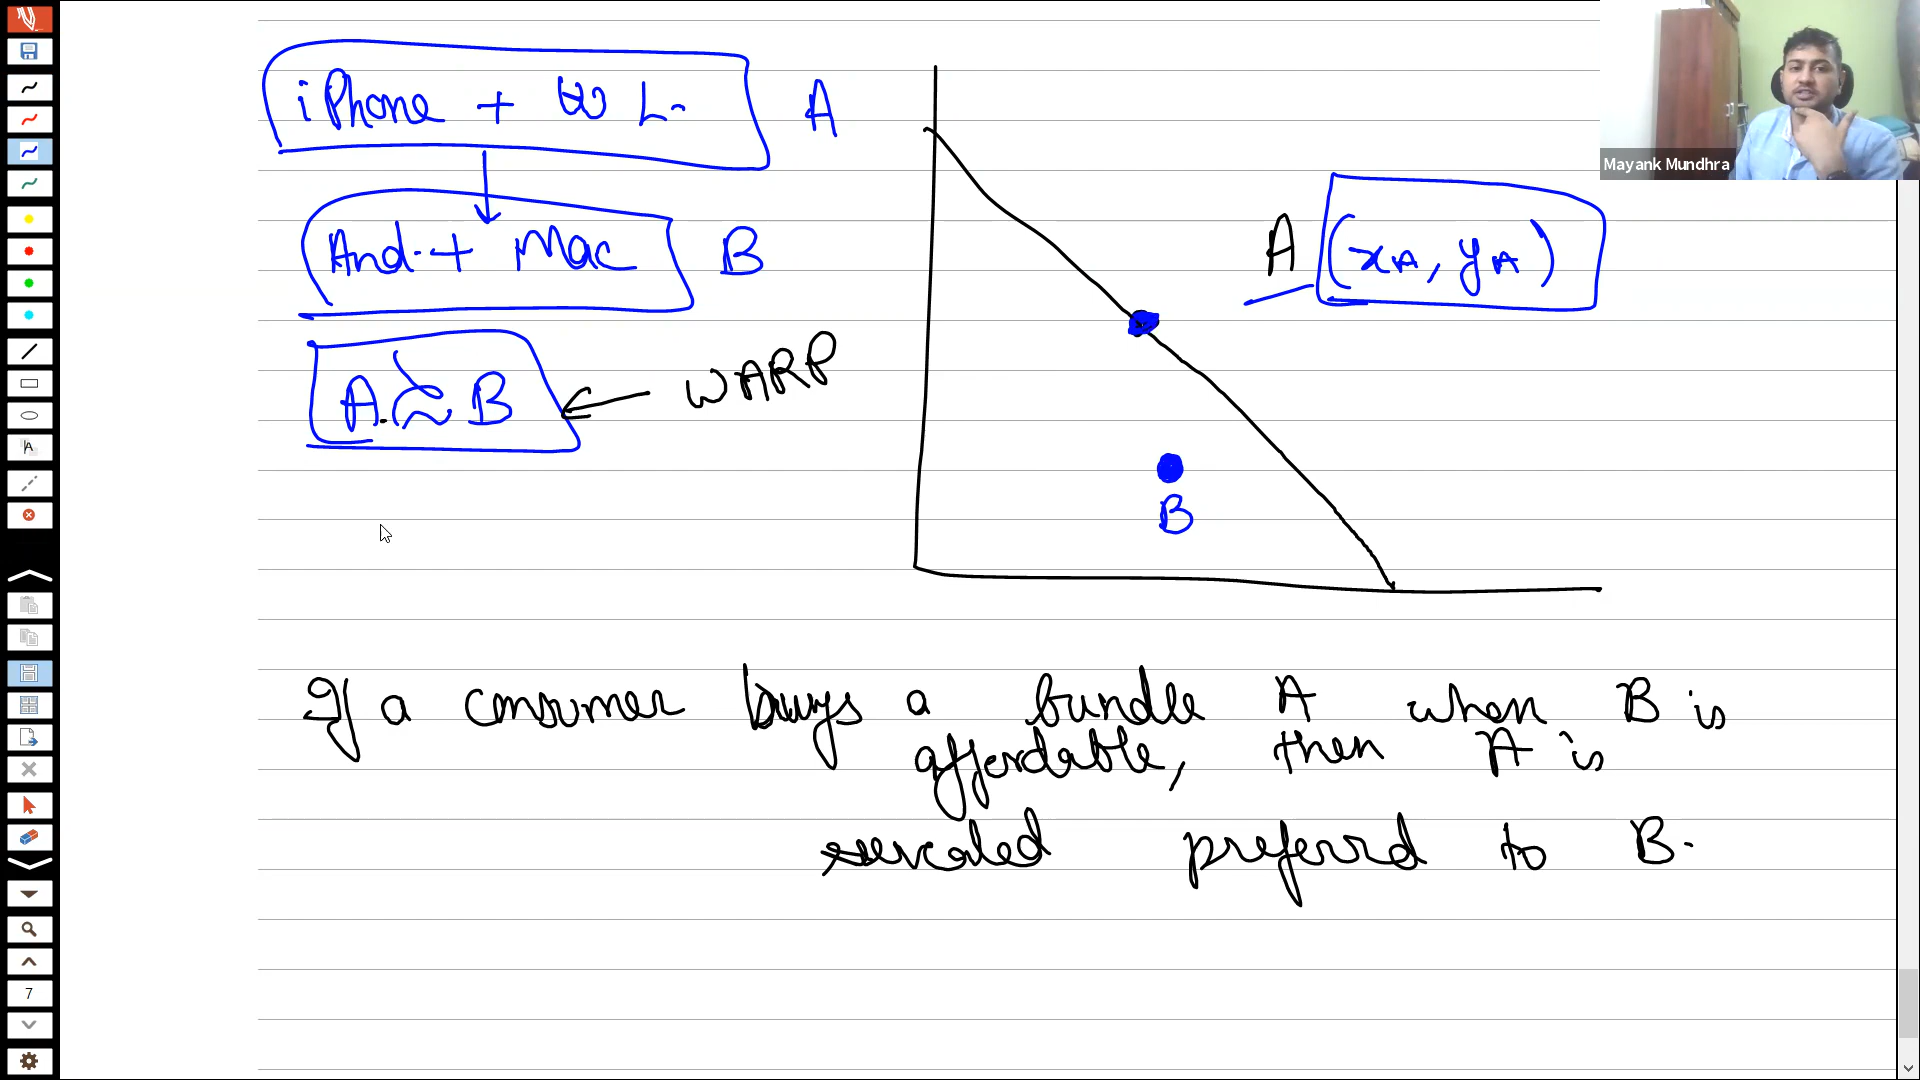 iPhone + W L. A
Mayank Mundhra
And. + Mac B
A (xA, yA)
A ≿ B
WARP
B
If a consumer buys a bundle A when B is
affordable, then A is
revealed preferred to B.
7